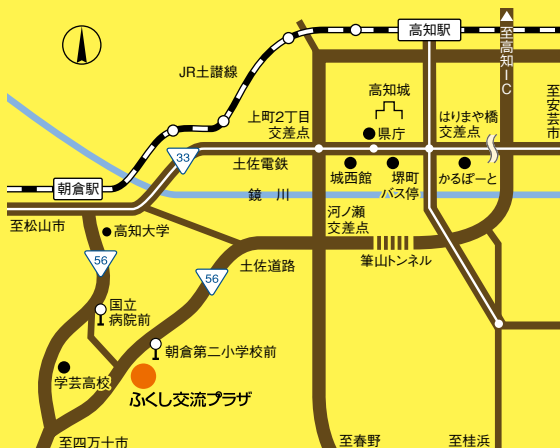 高知駅
至高知IC
至安芸市
JR土讃線
高知城
上町2丁目
交差点
県庁
はりまや橋
交差点
33
土佐電鉄
城西館
堺町
バス停
かるぽーと
朝倉駅
鏡 川
至松山市
高知大学
河ノ瀬
交差点
56
56
土佐道路
筆山トンネル
国立
病院前
朝倉第二小学校前
学芸高校
ふくし交流プラザ
至四万十市
至春野
至桂浜